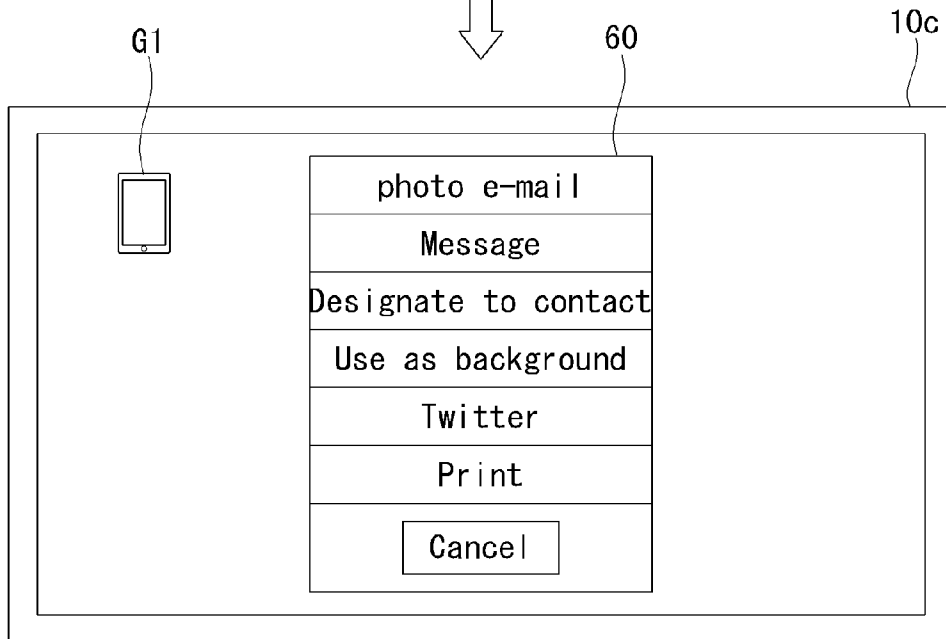 G1
60
10c
photo e-mail
Message
Designate to contact
Use as background
Twitter
Print
Cancel